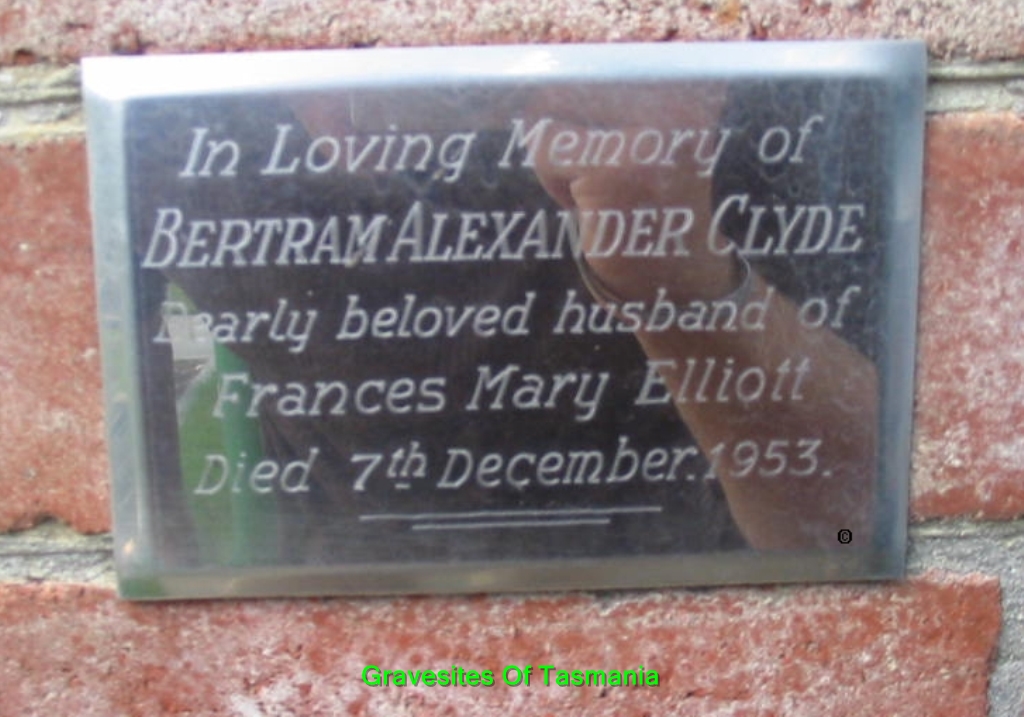 In Loving Memory of
BERTRAM ALEXANDER CLYDE
Dearly beloved husband of
Frances Mary Elliott
Died 7th December. 1953.
©
Gravesites Of Tasmania